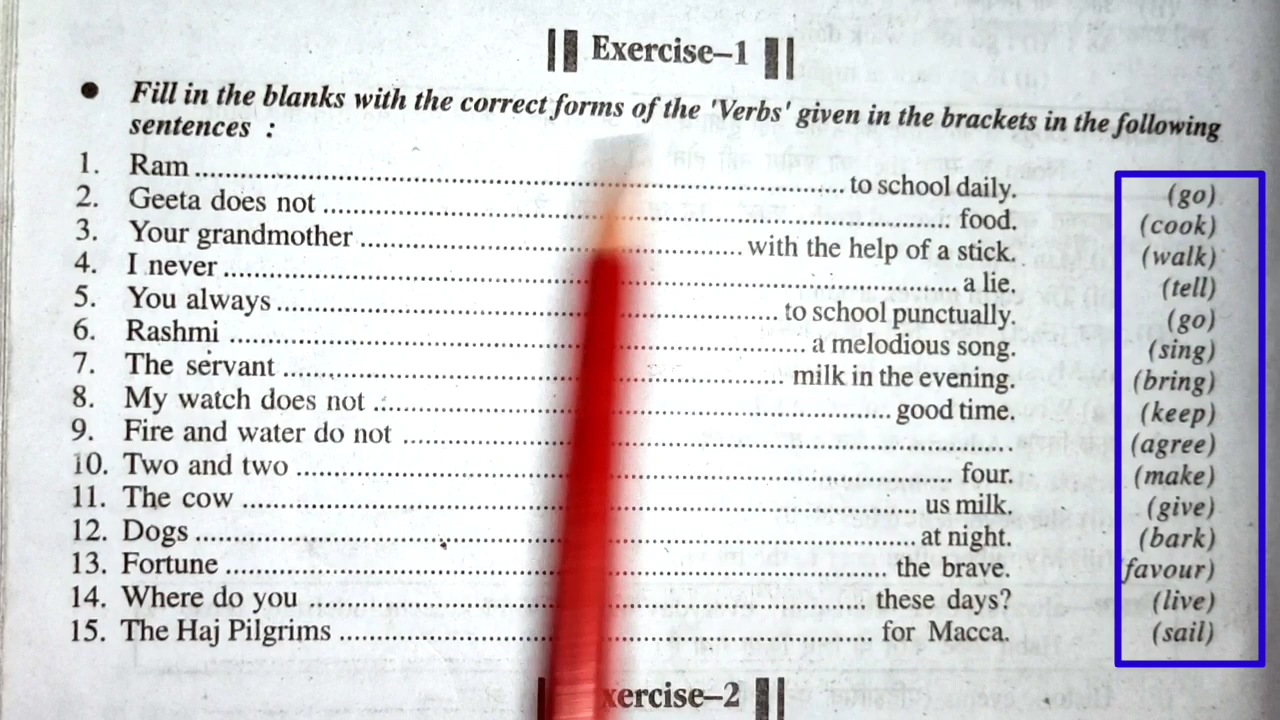 Exercise–1
● Fill in the blanks with the correct forms of the 'Verbs' given in the brackets in the following
sentences :
1. Ram .................... to school daily. (go)
2. Geeta does not .................... food. (cook)
3. Your grandmother .................... with the help of a stick. (walk)
4. I never .................... a lie. (tell)
5. You always .................... to school punctually. (go)
6. Rashmi .................... a melodious song. (sing)
7. The servant .................... milk in the evening. (bring)
8. My watch does not .................... good time. (keep)
9. Fire and water do not .................... (agree)
10. Two and two .................... four. (make)
11. The cow .................... us milk. (give)
12. Dogs .................... at night. (bark)
13. Fortune .................... the brave. favour)
14. Where do you .................... these days? (live)
15. The Haj Pilgrims .................... for Macca. (sail)
xercise–2